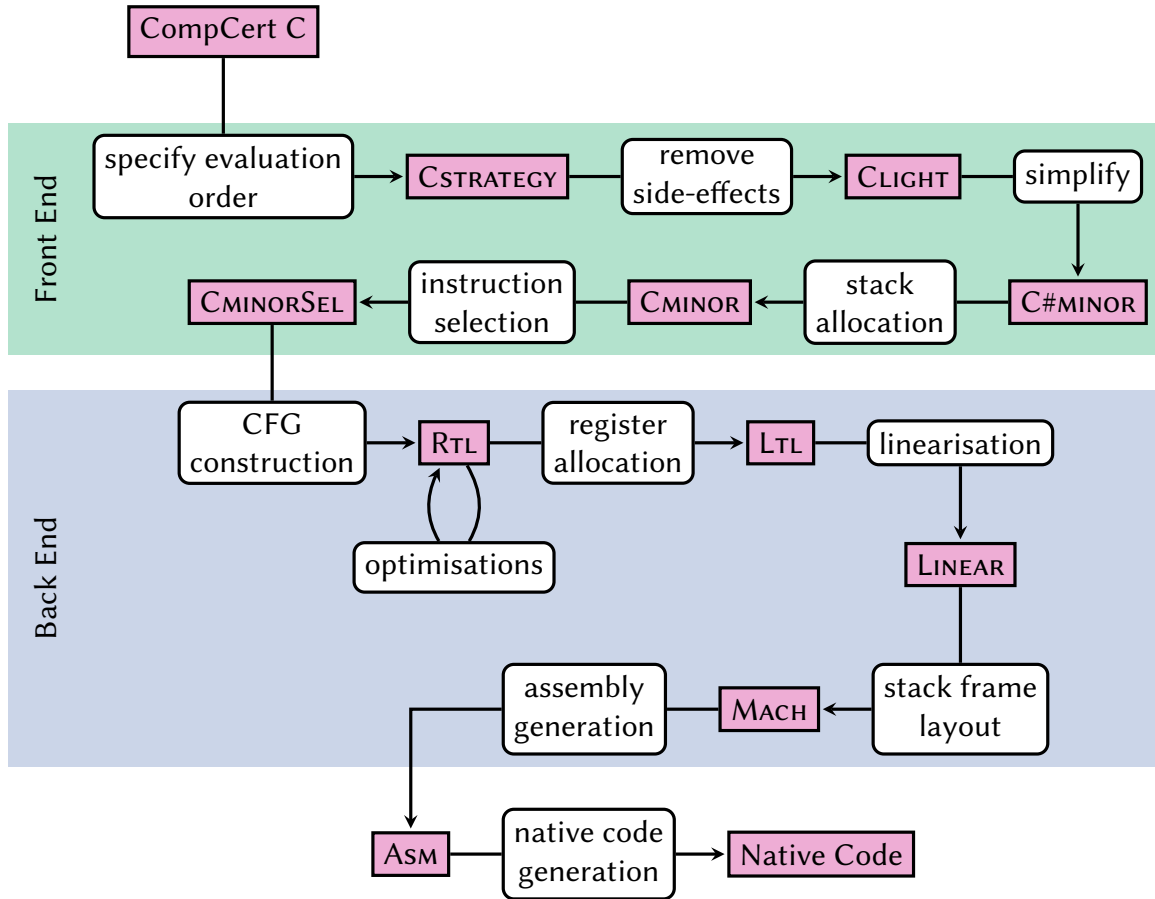 CompCert C
Front End
specify evaluation
order
CSTRATEGY
remove
side-effects
CLIGHT
simplify
CMINORSEL
instruction
selection
CMINOR
stack
allocation
C#MINOR
Back End
CFG
construction
RTL
register
allocation
LTL
linearisation
optimisations
LINEAR
assembly
generation
MACH
stack frame
layout
ASM
native code
generation
Native Code